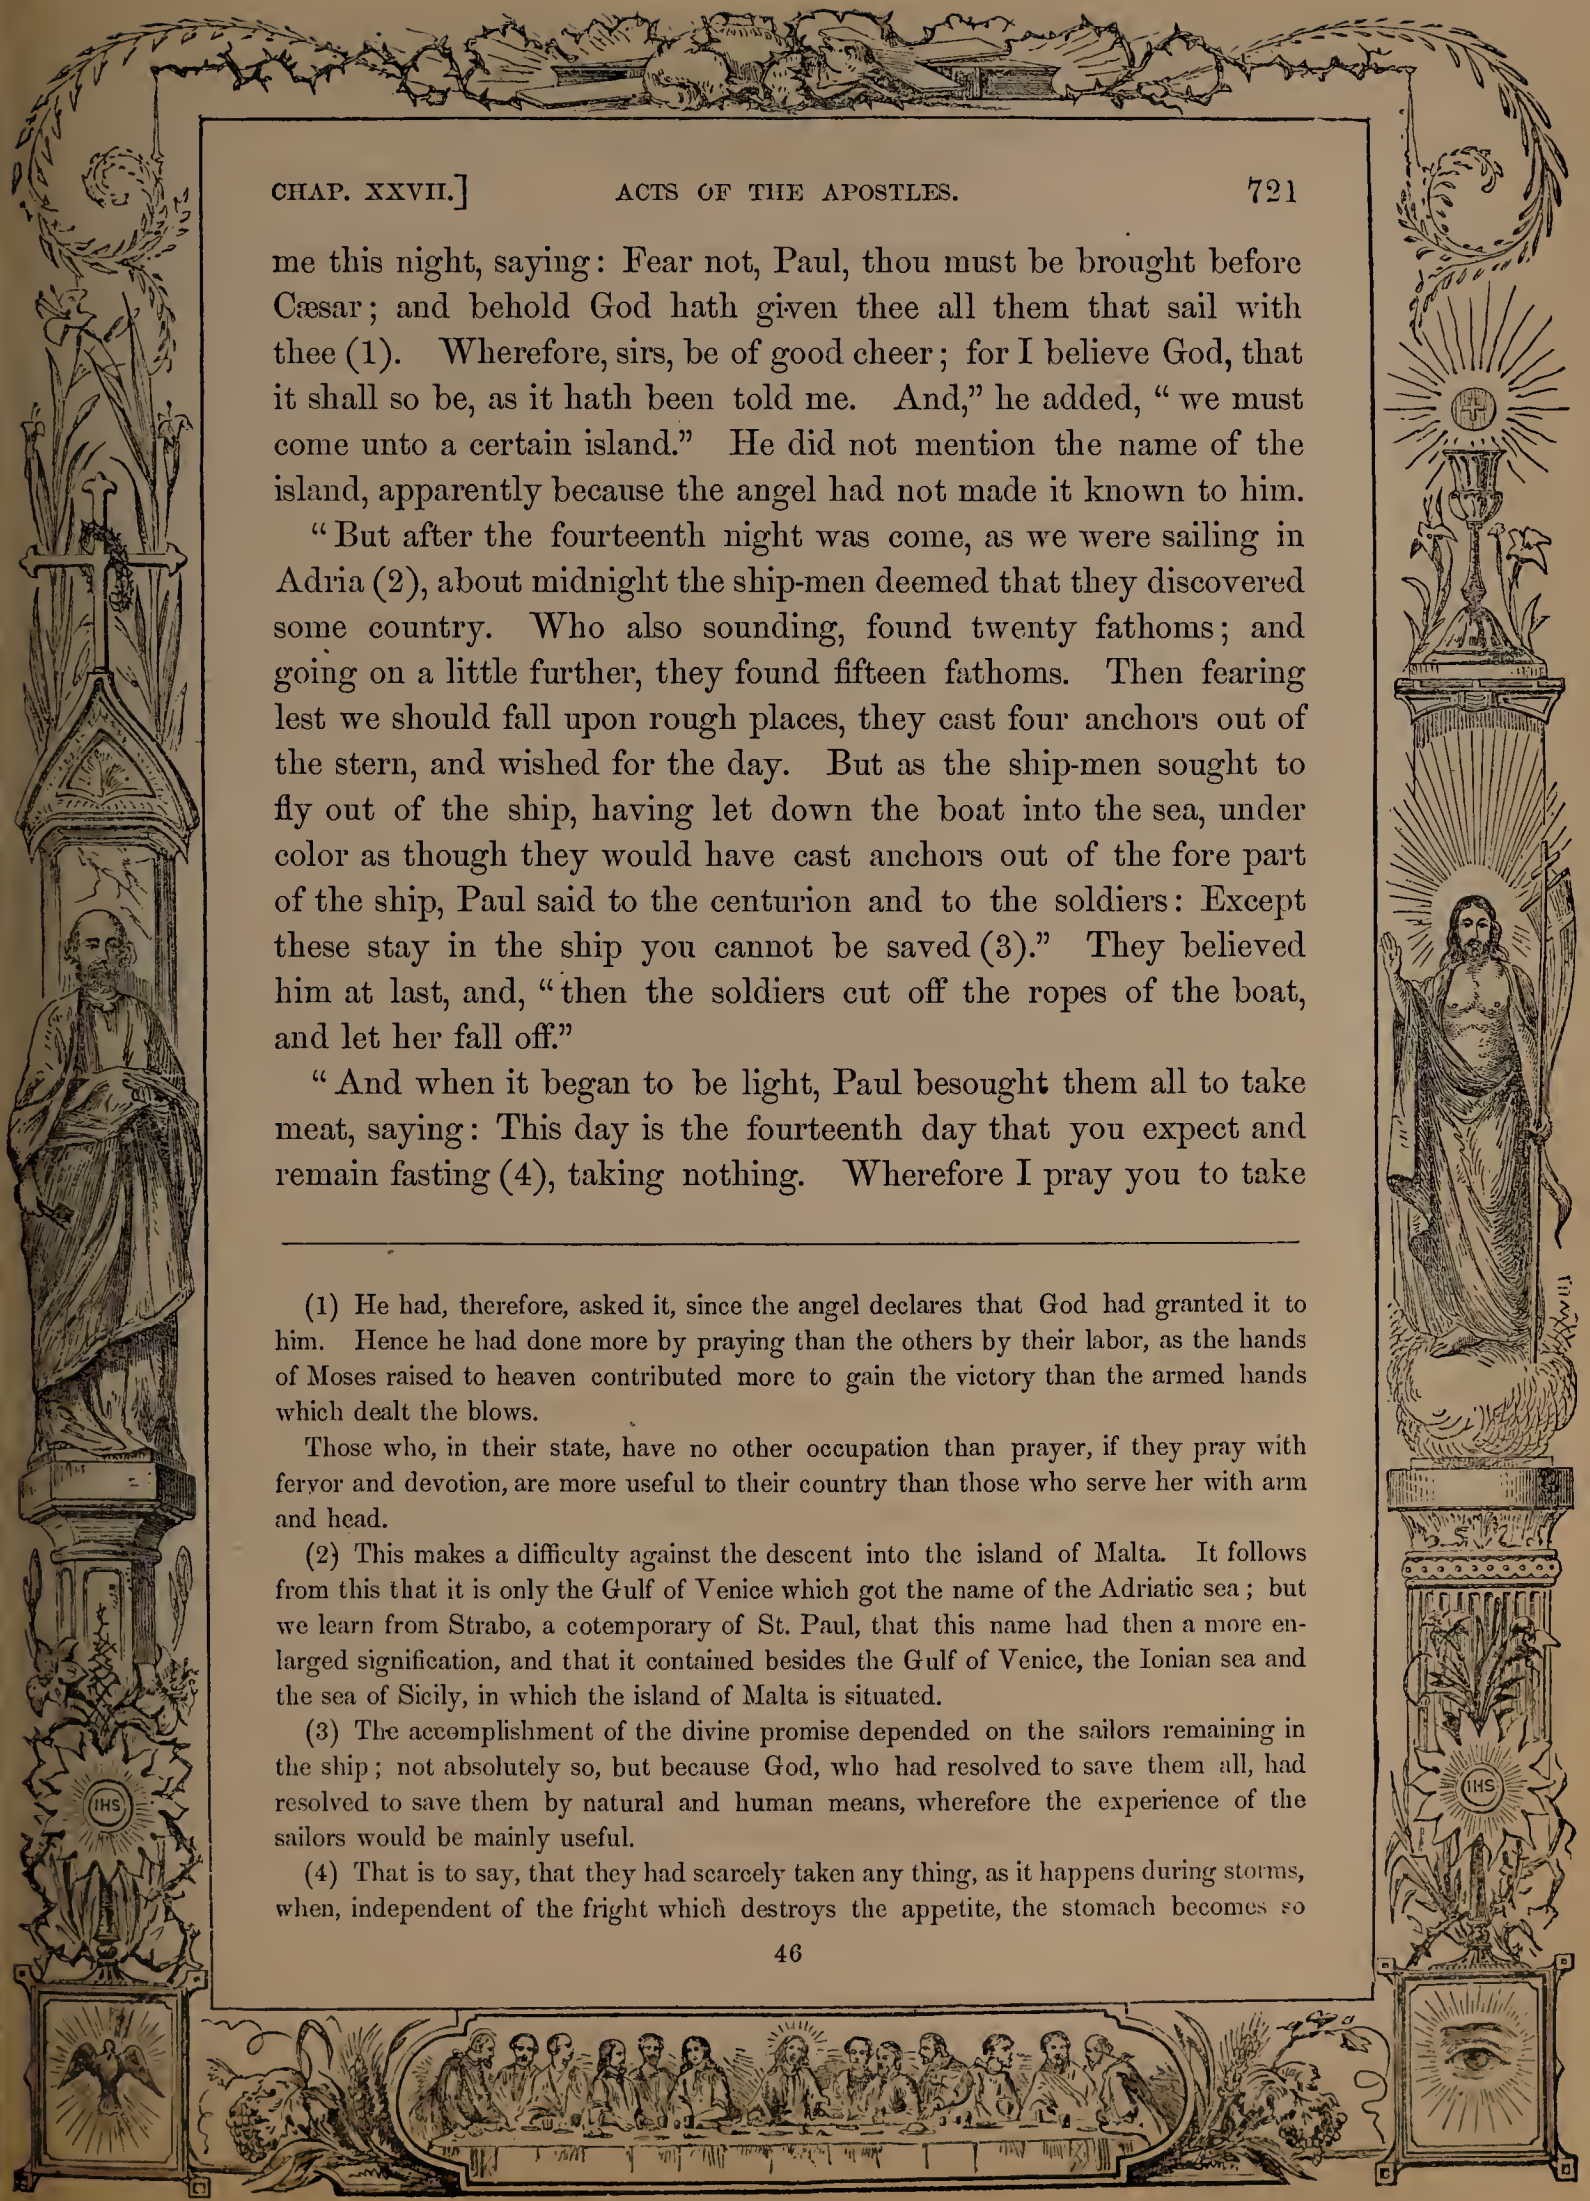 CHAP. XXVII.] ACTS OF THE APOSTLES. 721
me this night, saying: Fear not, Paul, thou must be brought before
Cæsar; and behold God hath given thee all them that sail with
thee (1). Wherefore, sirs, be of good cheer; for I believe God, that
it shall so be, as it hath been told me. And,” he added, “ we must
come unto a certain island.” He did not mention the name of the
island, apparently because the angel had not made it known to him.
“ But after the fourteenth night was come, as we were sailing in
Adria (2), about midnight the ship-men deemed that they discovered
some country. Who also sounding, found twenty fathoms; and
going on a little further, they found fifteen fathoms. Then fearing
lest we should fall upon rough places, they cast four anchors out of
the stern, and wished for the day. But as the ship-men sought to
fly out of the ship, having let down the boat into the sea, under
color as though they would have cast anchors out of the fore part
of the ship, Paul said to the centurion and to the soldiers: Except
these stay in the ship you cannot be saved (3).” They believed
him at last, and, “ then the soldiers cut off the ropes of the boat,
and let her fall off.”
“ And when it began to be light, Paul besought them all to take
meat, saying: This day is the fourteenth day that you expect and
remain fasting (4), taking nothing. Wherefore I pray you to take
(1) He had, therefore, asked it, since the angel declares that God had granted it to
him. Hence he had done more by praying than the others by their labor, as the hands
of Moses raised to heaven contributed more to gain the victory than the armed hands
which dealt the blows.
Those who, in their state, have no other occupation than prayer, if they pray with
fervor and devotion, are more useful to their country than those who serve her with arm
and head.
(2) This makes a difficulty against the descent into the island of Malta. It follows
from this that it is only the Gulf of Venice which got the name of the Adriatic sea; but
we learn from Strabo, a cotemporary of St. Paul, that this name had then a more en-
larged signification, and that it contained besides the Gulf of Venice, the Ionian sea and
the sea of Sicily, in which the island of Malta is situated.
(3) The accomplishment of the divine promise depended on the sailors remaining in
the ship; not absolutely so, but because God, who had resolved to save them all, had
resolved to save them by natural and human means, wherefore the experience of the
sailors would be mainly useful.
(4) That is to say, that they had scarcely taken any thing, as it happens during storms,
when, independent of the fright which destroys the appetite, the stomach becomes so
46
IHS
IHS